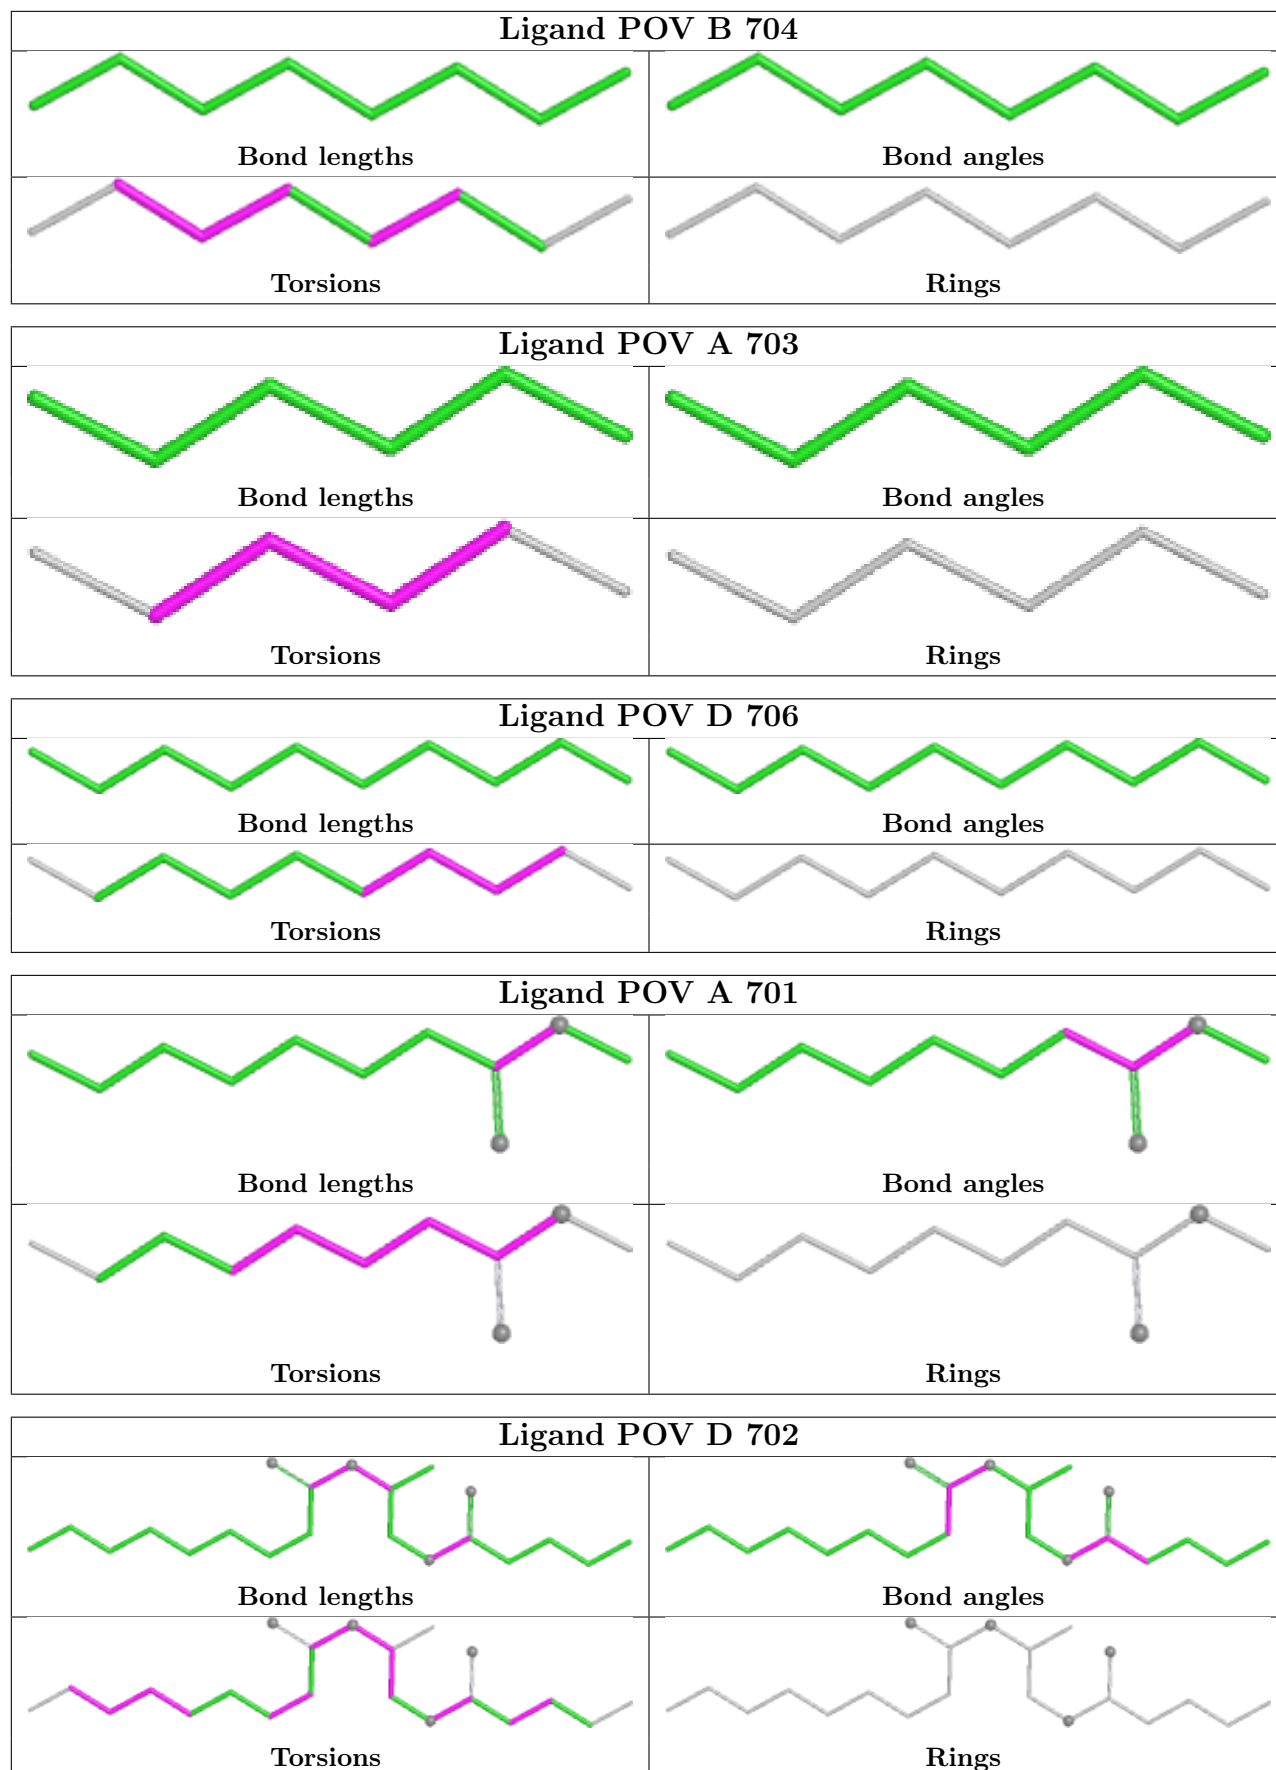 Ligand POV B 704
Bond lengths Bond angles
Torsions Rings
Ligand POV A 703
Bond lengths Bond angles
Torsions Rings
Ligand POV D 706
Bond lengths Bond angles
Torsions Rings
Ligand POV A 701
Bond lengths Bond angles
Torsions Rings
Ligand POV D 702
Bond lengths Bond angles
Torsions Rings